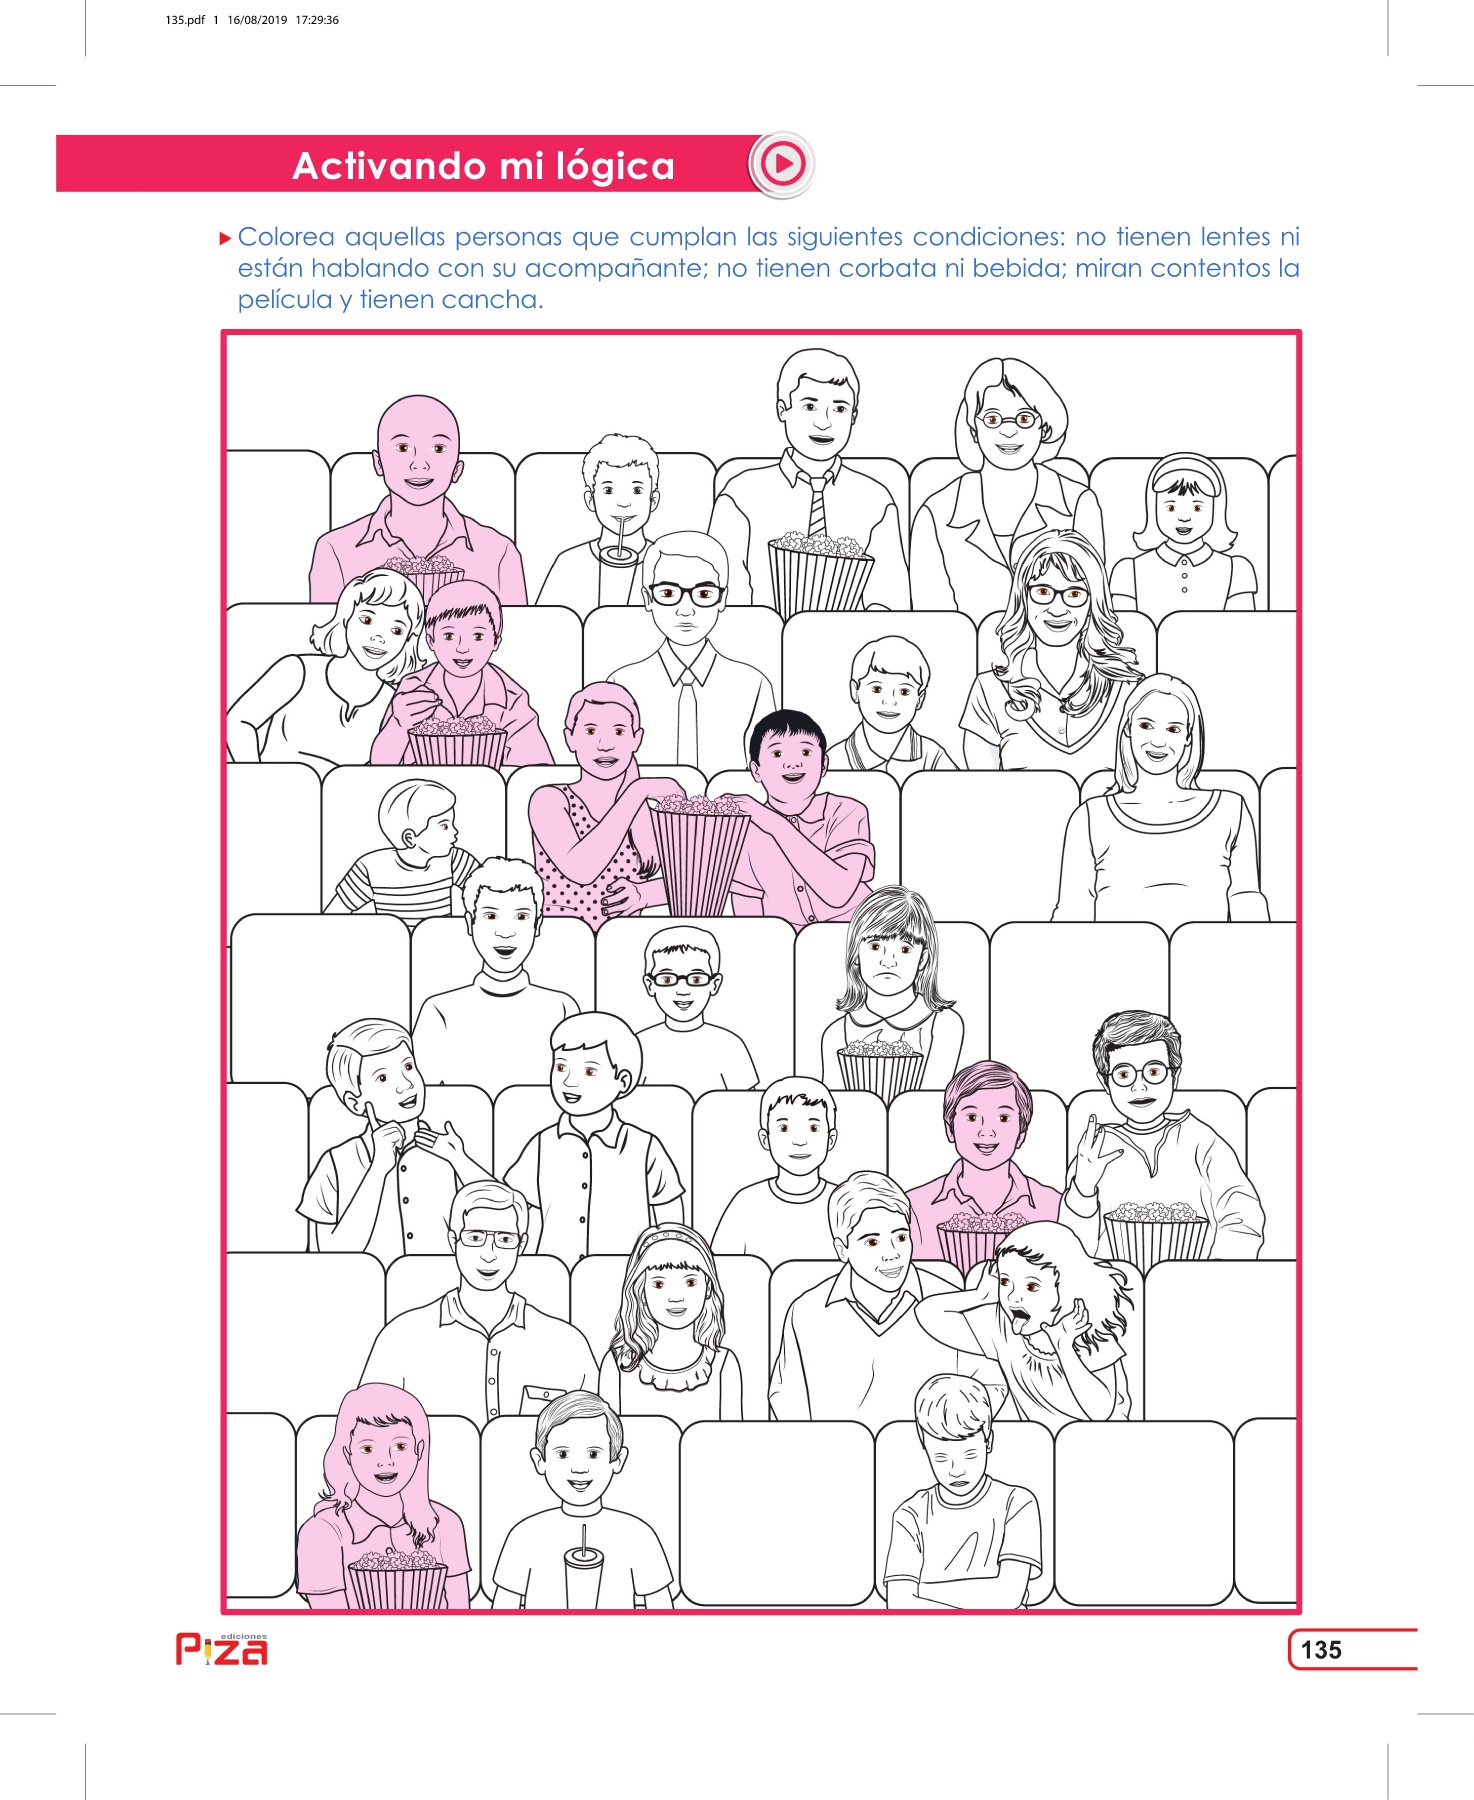 135.pdf 1 16/08/2019 17:29:36
Activando mi lógica
Colorea aquellas personas que cumplan las siguientes condiciones: no tienen lentes ni
están hablando con su acompañante; no tienen corbata ni bebida; miran contentos la
película y tienen cancha.
ediciones
Piza
135